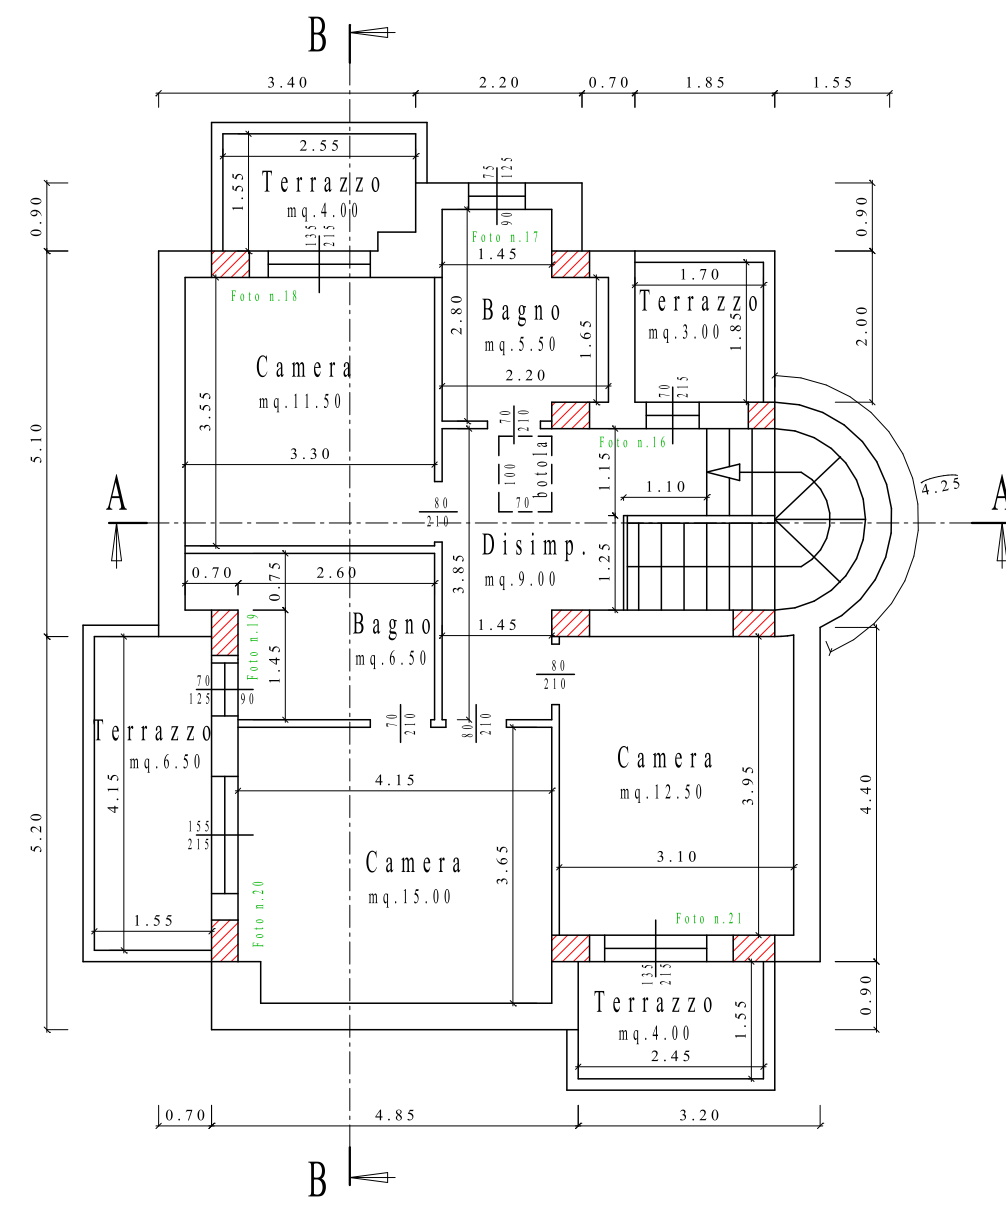 B
3.40
2.20
0.70
1.85
1.55
2.55
1.55
Terrazzo
mq.4.00
135
215
75
125
90
Foto n.17
1.45
0.90
0.90
Foto n.18
2.80
Bagno
mq.5.50
1.65
2.20
1.70
Terrazzo
mq.3.00
1.85
2.00
Camera
mq.11.50
3.55
3.30
5.10
70
210
70
215
Foto n.16
botola
100
70
1.15
1.10
4.25
A
A
80
210
Disimp.
mq.9.00
3.85
1.25
0.70
2.60
0.75
Bagno
mq.6.50
1.45
1.45
Foto n.19
80
210
70
125
90
Terrazzo
mq.6.50
4.15
70
210
80
210
Camera
mq.12.50
3.95
4.40
4.15
155
215
5.20
Camera
mq.15.00
3.65
3.10
1.55
Foto n.20
Foto n.21
135
215
Terrazzo
mq.4.00
1.55
2.45
0.90
0.70
4.85
3.20
B